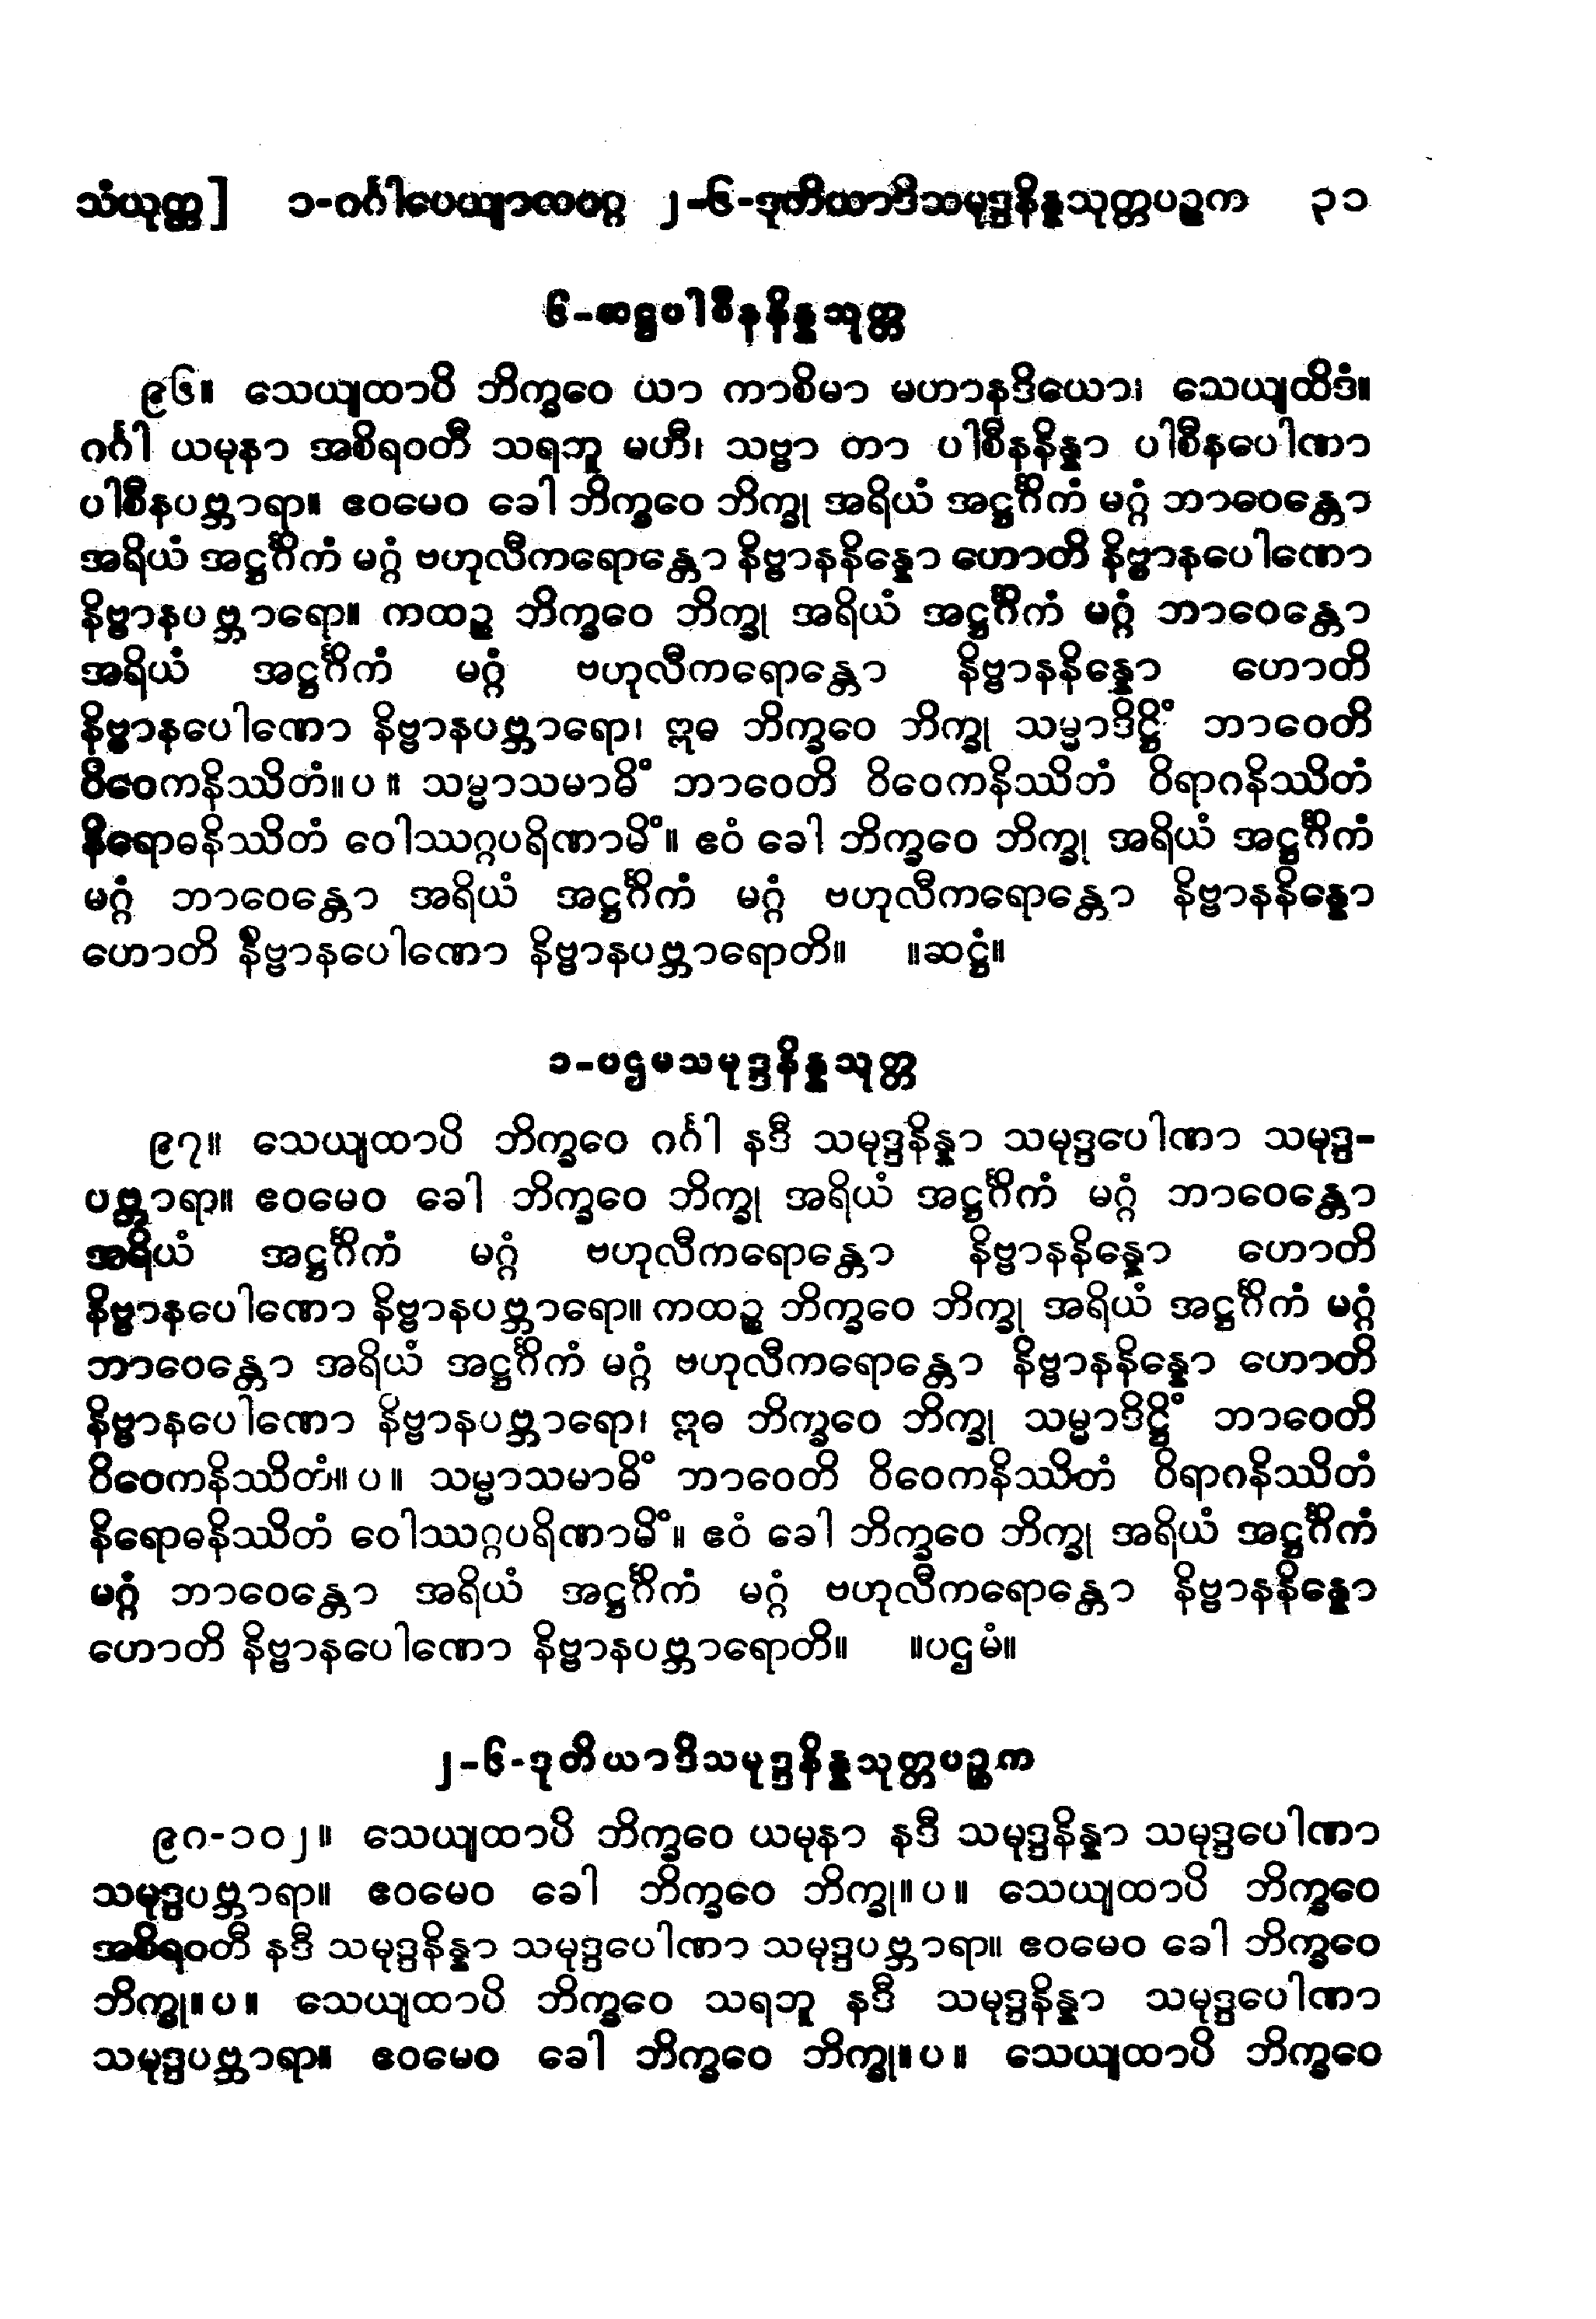 သံယုတ္တ] ၁-ဂင်္ဂါပေယျာလဝဂ္ဂ ၂-၆-ဒုတိယာဒိသမုဒ္ဒနိန္နသုတ္တပဉ္စက ၃၁
၆-ဆဋ္ဌပါစီနနိန္နသုတ္တ
၉၆။ သေယျထာပိ ဘိက္ခဝေ ယာ ကာစိမာ မဟာနဒိယော၊ သေယျထိဒံ။
ဂင်္ဂါ ယမုနာ အစိရဝတီ သရဘူ မဟီ၊ သဗ္ဗာ တာ ပါစီနနိန္နာ ပါစီနပေါဏာ
ပါစီနပဗ္ဘာရာ။ ဧဝမေဝ ခေါ ဘိက္ခဝေ ဘိက္ခု အရိယံ အဋ္ဌင်္ဂိကံ မဂ္ဂံ ဘာဝေန္တော
အရိယံ အဋ္ဌင်္ဂိကံ မဂ္ဂံ ဗဟုလီကရောန္တော နိဗ္ဗာနနိန္နော ဟောတိ နိဗ္ဗာနပေါဏော
နိဗ္ဗာနပဗ္ဘာရော။ ကထဉ္စ ဘိက္ခဝေ ဘိက္ခု အရိယံ အဋ္ဌင်္ဂိကံ မဂ္ဂံ ဘာဝေန္တော
အရိယံ အဋ္ဌင်္ဂိကံ မဂ္ဂံ ဗဟုလီကရောန္တော နိဗ္ဗာနနိန္နော ဟောတိ
နိဗ္ဗာနပေါဏော နိဗ္ဗာနပဗ္ဘာရော၊ ဣဓ ဘိက္ခဝေ ဘိက္ခု သမ္မာဒိဋ္ဌိံ ဘာဝေတိ
ဝိဝေကနိဿိတံ။ပ။ သမ္မာသမာဓိံ ဘာဝေတိ ဝိဝေကနိဿိတံ ဝိရာဂနိဿိတံ
နိရောဓနိဿိတံ ဝေါဿဂ္ဂပရိဏာမိံ။ ဧဝံ ခေါ ဘိက္ခဝေ ဘိက္ခု အရိယံ အဋ္ဌင်္ဂိကံ
မဂ္ဂံ ဘာဝေန္တော အရိယံ အဋ္ဌင်္ဂိကံ မဂ္ဂံ ဗဟုလီကရောန္တော နိဗ္ဗာနနိန္နော
ဟောတိ နိဗ္ဗာနပေါဏော နိဗ္ဗာနပဗ္ဘာရောတိ။ ။ဆဋ္ဌံ။
၁-ပဌမသမုဒ္ဒနိန္နသုတ္တ
၉၇။ သေယျထာပိ ဘိက္ခဝေ ဂင်္ဂါ နဒီ သမုဒ္ဒနိန္နာ သမုဒ္ဒပေါဏာ သမုဒ္ဒ-
ပဗ္ဘာရာ။ ဧဝမေဝ ခေါ ဘိက္ခဝေ ဘိက္ခု အရိယံ အဋ္ဌင်္ဂိကံ မဂ္ဂံ ဘာဝေန္တော
အရိယံ အဋ္ဌင်္ဂိကံ မဂ္ဂံ ဗဟုလီကရောန္တော နိဗ္ဗာနနိန္နော ဟောတိ
နိဗ္ဗာနပေါဏော နိဗ္ဗာနပဗ္ဘာရော။ ကထဉ္စ ဘိက္ခဝေ ဘိက္ခု အရိယံ အဋ္ဌင်္ဂိကံ မဂ္ဂံ
ဘာဝေန္တော အရိယံ အဋ္ဌင်္ဂိကံ မဂ္ဂံ ဗဟုလီကရောန္တော နိဗ္ဗာနနိန္နော ဟောတိ
နိဗ္ဗာနပေါဏော နိဗ္ဗာနပဗ္ဘာရော၊ ဣဓ ဘိက္ခဝေ ဘိက္ခု သမ္မာဒိဋ္ဌိံ ဘာဝေတိ
ဝိဝေကနိဿိတံ။ပ။ သမ္မာသမာဓိံ ဘာဝေတိ ဝိဝေကနိဿိတံ ဝိရာဂနိဿိတံ
နိရောဓနိဿိတံ ဝေါဿဂ္ဂပရိဏာမိံ။ ဧဝံ ခေါ ဘိက္ခဝေ ဘိက္ခု အရိယံ အဋ္ဌင်္ဂိကံ
မဂ္ဂံ ဘာဝေန္တော အရိယံ အဋ္ဌင်္ဂိကံ မဂ္ဂံ ဗဟုလီကရောန္တော နိဗ္ဗာနနိန္နော
ဟောတိ နိဗ္ဗာနပေါဏော နိဗ္ဗာနပဗ္ဘာရောတိ။ ။ပဌမံ။
၂-၆-ဒုတိယာဒိသမုဒ္ဒနိန္နသုတ္တပဉ္စက
၉၈-၁၀၂။ သေယျထာပိ ဘိက္ခဝေ ယမုနာ နဒီ သမုဒ္ဒနိန္နာ သမုဒ္ဒပေါဏာ
သမုဒ္ဒပဗ္ဘာရာ။ ဧဝမေဝ ခေါ ဘိက္ခဝေ ဘိက္ခု။ပ။ သေယျထာပိ ဘိက္ခဝေ
အစိရဝတီ နဒီ သမုဒ္ဒနိန္နာ သမုဒ္ဒပေါဏာ သမုဒ္ဒပဗ္ဘာရာ။ ဧဝမေဝ ခေါ ဘိက္ခဝေ
ဘိက္ခု။ပ။ သေယျထာပိ ဘိက္ခဝေ သရဘူ နဒီ သမုဒ္ဒနိန္နာ သမုဒ္ဒပေါဏာ
သမုဒ္ဒပဗ္ဘာရာ။ ဧဝမေဝ ခေါ ဘိက္ခဝေ ဘိက္ခု။ပ။ သေယျထာပိ ဘိက္ခဝေ